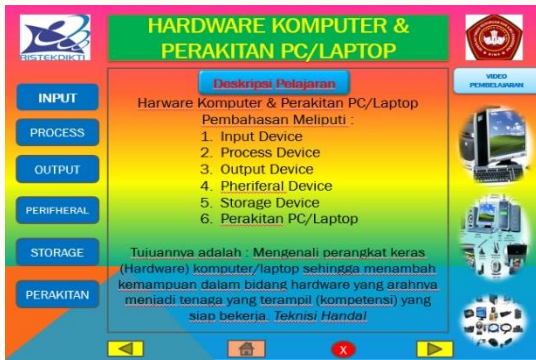 HARDWARE KOMPUTER &
PERAKITAN PC/LAPTOP
RISTEKDIKTI
VIDEO
PEMBELAJARAN
INPUT
PROCESS
OUTPUT
PERIFHERAL
STORAGE
PERAKITAN
Deskripsi Pelajaran
Harware Komputer & Perakitan PC/Laptop
Pembahasan Meliputi :
1. Input Device
2. Process Device
3. Output Device
4. Pheriferal Device
5. Storage Device
6. Perakitan PC/Laptop
Tujuannya adalah : Mengenali perangkat keras
(Hardware) komputer/laptop sehingga menambah
kemampuan dalam bidang hardware yang arahnya
menjadi tenaga yang terampil (kompetensi) yang
siap bekerja. Teknisi Handal
X